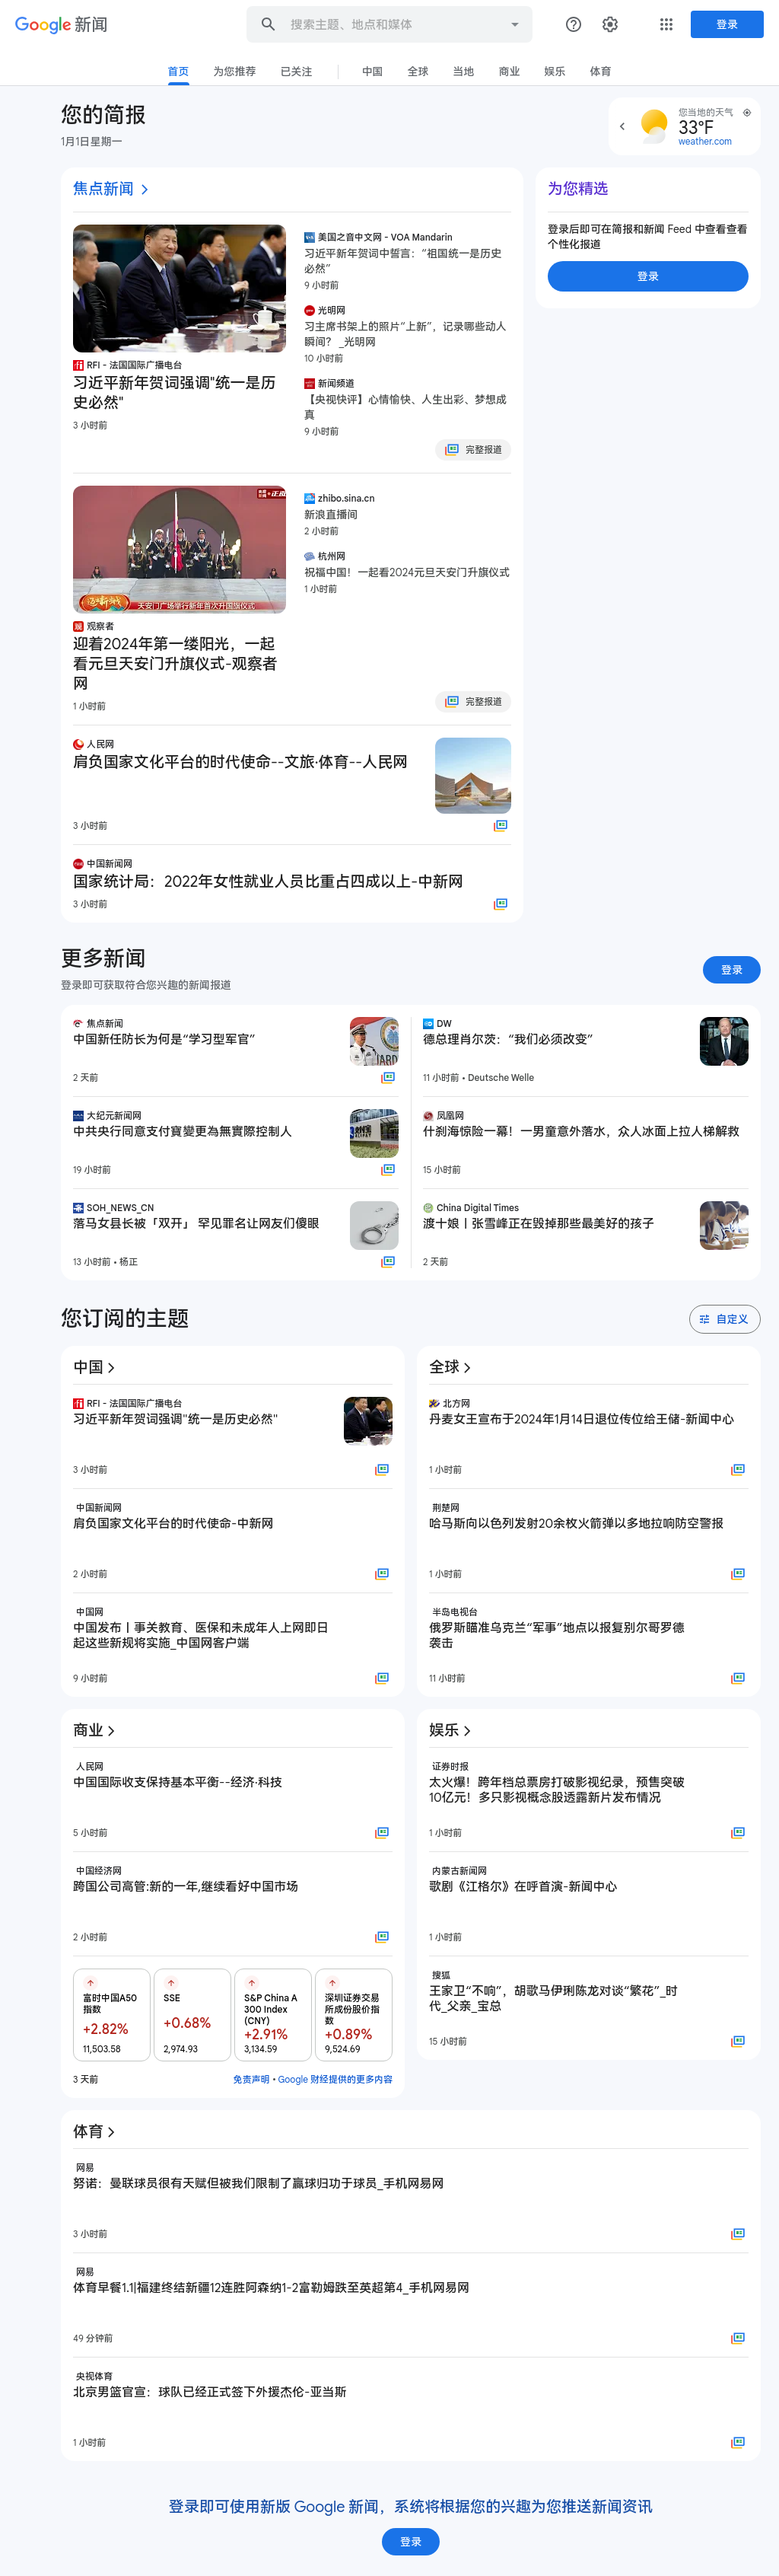 Google 新闻
搜索主题、地点和媒体
登录
首页
为您推荐
已关注
中国
全球
当地
商业
娱乐
体育
您的简报
1月1日星期一
您当地的天气
33°F
weather.com
焦点新闻
RFI - 法国国际广播电台
习近平新年贺词强调"统一是历
史必然"
3 小时前
美国之音中文网 - VOA Mandarin
习近平新年贺词中誓言：“祖国统一是历史
必然”
9 小时前
光明网
习主席书架上的照片“上新”，记录哪些动人
瞬间？ _光明网
10 小时前
新闻频道
【央视快评】心情愉快、人生出彩、梦想成
真
9 小时前
完整报道
为您精选
登录后即可在简报和新闻 Feed 中查看查看
个性化报道
登录
天安门广场举行新年首次升国旗仪式
观察者
迎着2024年第一缕阳光，一起
看元旦天安门升旗仪式-观察者
网
1 小时前
zhibo.sina.cn
新浪直播间
2 小时前
杭州网
祝福中国！一起看2024元旦天安门升旗仪式
1 小时前
完整报道
人民网
肩负国家文化平台的时代使命--文旅·体育--人民网
3 小时前
中国新闻网
国家统计局：2022年女性就业人员比重占四成以上-中新网
3 小时前
更多新闻
登录即可获取符合您兴趣的新闻报道
登录
焦点新闻
中国新任防长为何是“学习型军官”
2 天前
DW
德总理肖尔茨：“我们必须改变”
11 小时前 • Deutsche Welle
大纪元新闻网
中共央行同意支付寶變更為無實際控制人
19 小时前
凤凰网
什刹海惊险一幕！一男童意外落水，众人冰面上拉人梯解救
15 小时前
SOH_NEWS_CN
落马女县长被「双开」 罕见罪名让网友们傻眼
13 小时前 • 杨正
China Digital Times
渡十娘丨张雪峰正在毁掉那些最美好的孩子
2 天前
您订阅的主题
自定义
中国
RFI - 法国国际广播电台
习近平新年贺词强调"统一是历史必然"
3 小时前
中国新闻网
肩负国家文化平台的时代使命-中新网
2 小时前
中国网
中国发布丨事关教育、医保和未成年人上网即日
起这些新规将实施_中国网客户端
9 小时前
全球
北方网
丹麦女王宣布于2024年1月14日退位传位给王储-新闻中心
1 小时前
荆楚网
哈马斯向以色列发射20余枚火箭弹以多地拉响防空警报
1 小时前
半岛电视台
俄罗斯瞄准乌克兰“军事”地点以报复别尔哥罗德
袭击
11 小时前
商业
人民网
中国国际收支保持基本平衡--经济·科技
5 小时前
中国经济网
跨国公司高管:新的一年,继续看好中国市场
2 小时前
富时中国A50
指数
+2.82%
11,503.58
SSE
+0.68%
2,974.93
S&P China A
300 Index
(CNY)
+2.91%
3,134.59
深圳证券交易
所成份股价指
数
+0.89%
9,524.69
3 天前
免责声明 • Google 财经提供的更多内容
娱乐
证券时报
太火爆！跨年档总票房打破影视纪录，预售突破
10亿元！多只影视概念股透露新片发布情况
1 小时前
内蒙古新闻网
歌剧《江格尔》在呼首演-新闻中心
1 小时前
搜狐
王家卫“不响”，胡歌马伊琍陈龙对谈“繁花”_时
代_父亲_宝总
15 小时前
体育
网易
努诺：曼联球员很有天赋但被我们限制了赢球归功于球员_手机网易网
3 小时前
网易
体育早餐1.1|福建终结新疆12连胜阿森纳1-2富勒姆跌至英超第4_手机网易网
49 分钟前
央视体育
北京男篮官宣：球队已经正式签下外援杰伦-亚当斯
1 小时前
登录即可使用新版 Google 新闻，系统将根据您的兴趣为您推送新闻资讯
登录